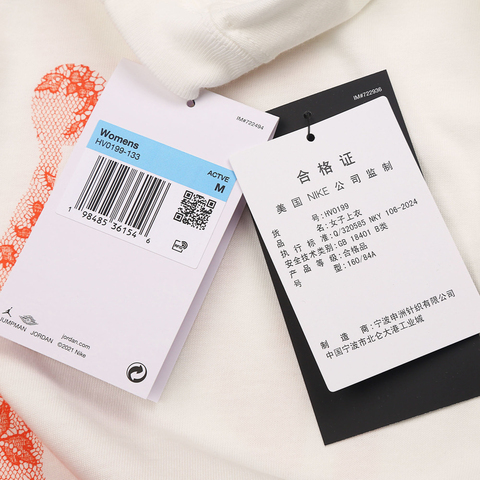 IM#722494
Womens
HV0199-133
ACTVE
M
1 98485 36154 6
JUMPMAN JORDAN
jordan.com
©2021 Nike
IM#722936
合格证
美国 NIKE 公司监制
货号: HV0199
品名: 女子上衣
执行标准: Q/320585 NKY 106-2024
安全技术类别: GB 18401 B类
产品等级: 合格品
号型: 160/84A
制造商: 宁波申洲针织有限公司
中国宁波市北仑大港工业城